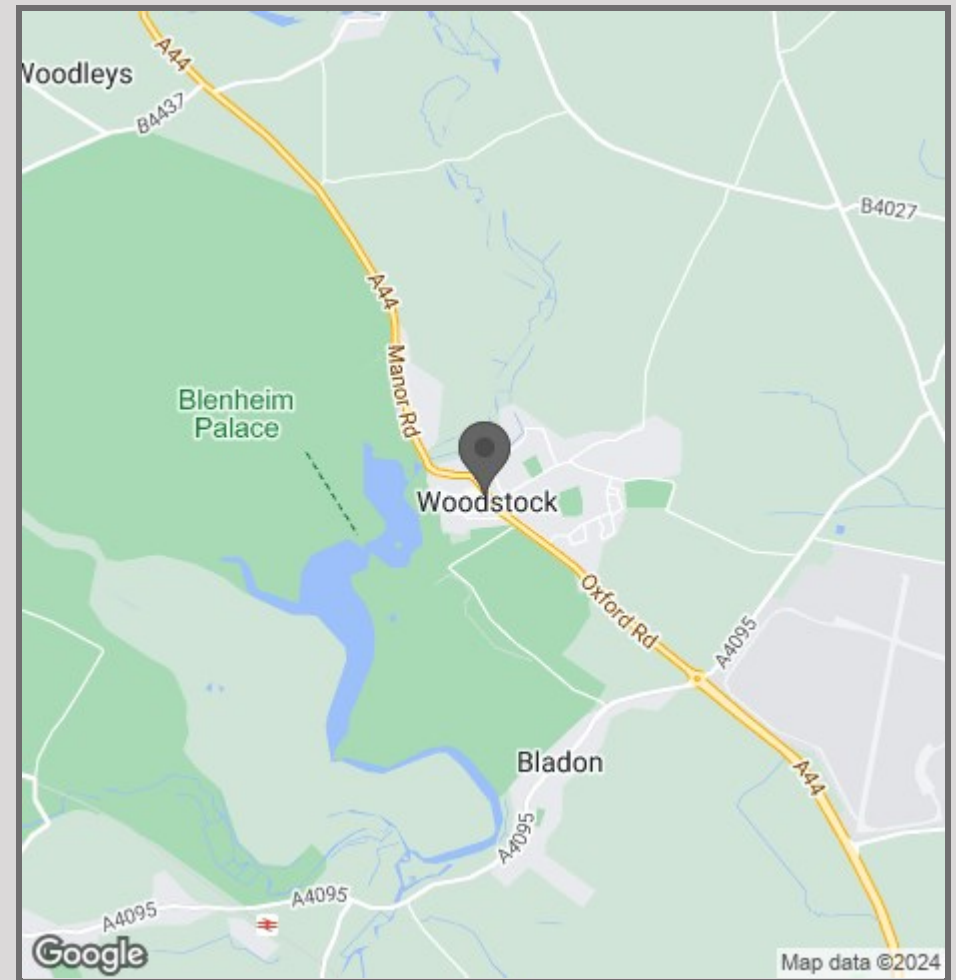 A44
Woodleys
B4437
B4027
A44
Manor Rd
Blenheim
Palace
Woodstock
Oxford Rd
A4095
Bladon
A44
A4095
A4095
A4095
Google
Map data ©2024